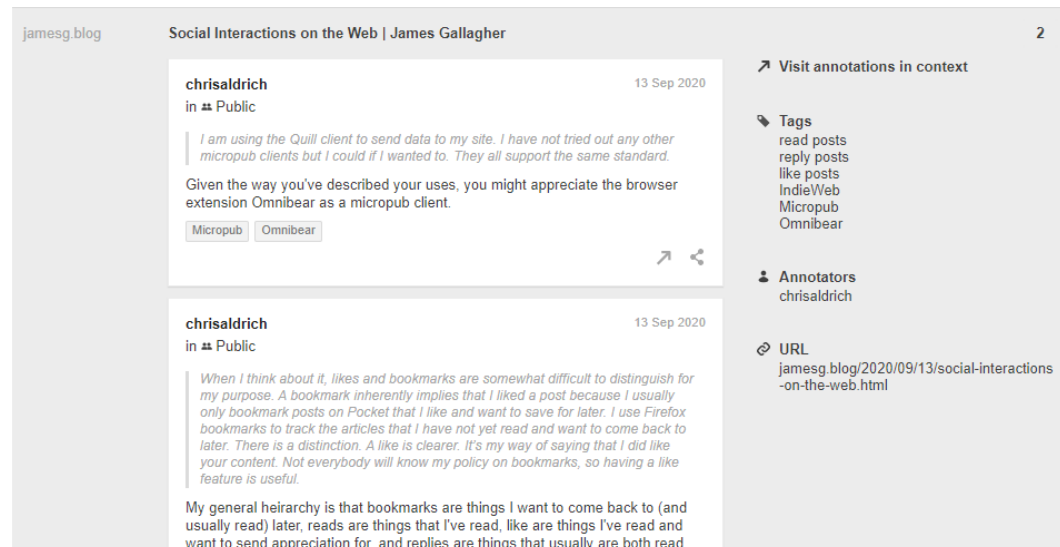 jamesg.blog
Social Interactions on the Web | James Gallagher
2
chrisaldrich
13 Sep 2020
in Public
I am using the Quill client to send data to my site. I have not tried out any other
micropub clients but I could if I wanted to. They all support the same standard.
Given the way you've described your uses, you might appreciate the browser
extension Omnibear as a micropub client.
Micropub Omnibear
chrisaldrich
13 Sep 2020
in Public
When I think about it, likes and bookmarks are somewhat difficult to distinguish for
my purpose. A bookmark inherently implies that I liked a post because I usually
only bookmark posts on Pocket that I like and want to save for later. I use Firefox
bookmarks to track the articles that I have not yet read and want to come back to
later. There is a distinction. A like is clearer. It's my way of saying that I did like
your content. Not everybody will know my policy on bookmarks, so having a like
feature is useful.
My general heirarchy is that bookmarks are things I want to come back to (and
usually read) later, reads are things that I've read, like are things I've read and
want to send appreciation for, and replies are things that usually are both read
Visit annotations in context
Tags
read posts
reply posts
like posts
IndieWeb
Micropub
Omnibear
Annotators
chrisaldrich
URL
jamesg.blog/2020/09/13/social-interactions
-on-the-web.html